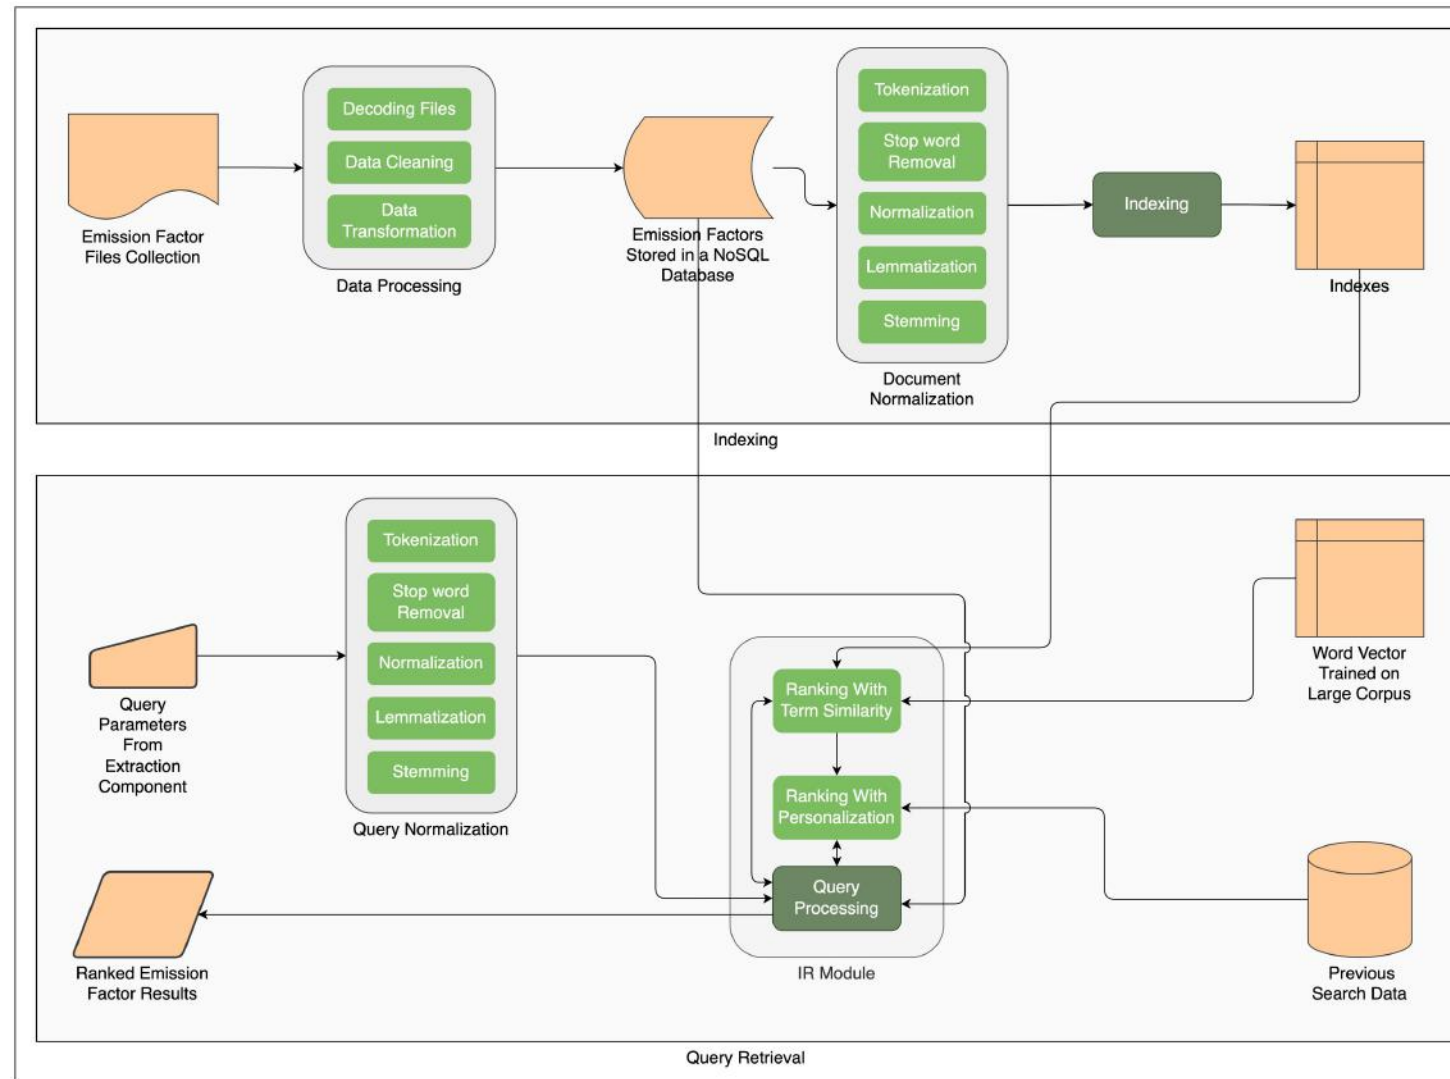 Decoding Files
Data Cleaning
Data
Transformation
Data Processing
Emission Factor
Files Collection
Emission Factors
Stored in a NoSQL
Database
Tokenization
Stop word
Removal
Normalization
Lemmatization
Stemming
Document
Normalization
Indexing
Indexes
Indexing
Tokenization
Stop word
Removal
Normalization
Lemmatization
Stemming
Query Normalization
Query
Parameters
From
Extraction
Component
Ranking With
Term Similarity
Ranking With
Personalization
Query
Processing
IR Module
Word Vector
Trained on
Large Corpus
Previous
Search Data
Ranked Emission
Factor Results
Query Retrieval